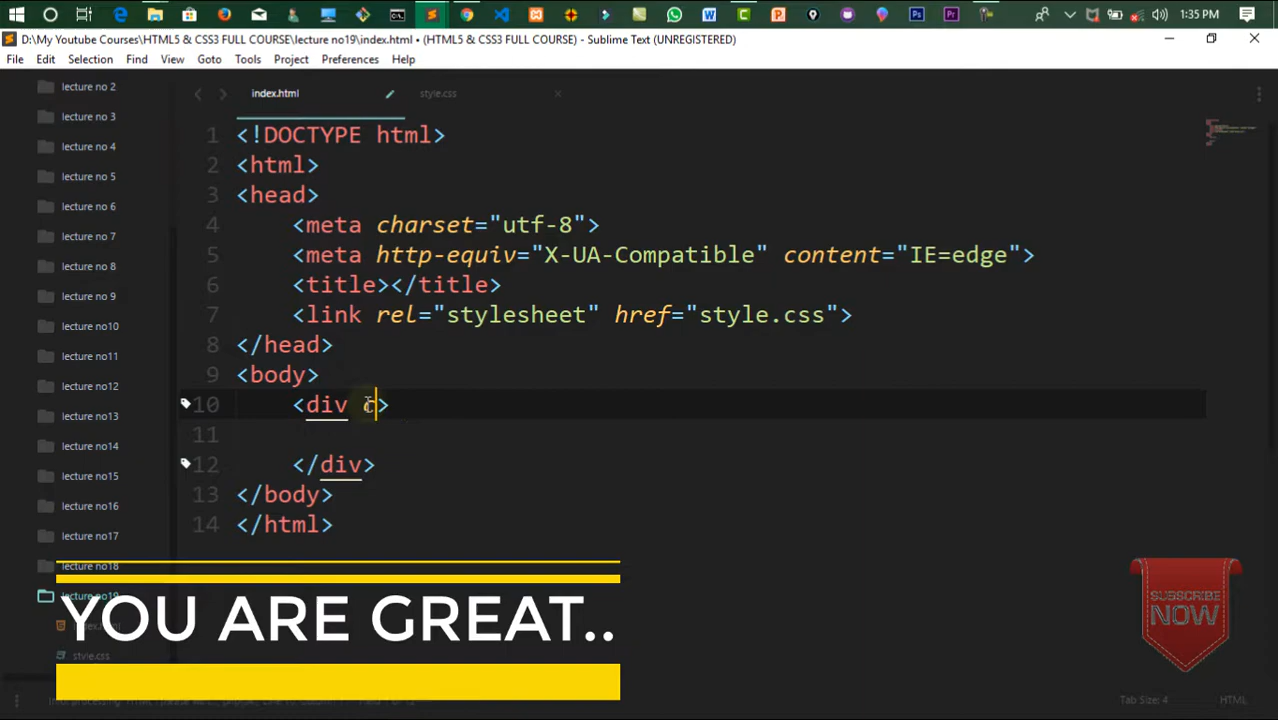 1:35 PM
D:\My Youtube Courses\HTML5 & CSS3 FULL COURSE\lecture no19\index.html • (HTML5 & CSS3 FULL COURSE) - Sublime Text (UNREGISTERED)
File Edit Selection Find View Goto Tools Project Preferences Help
lecture no 2
lecture no 3
lecture no 4
lecture no 5
lecture no 6
lecture no 7
lecture no 8
lecture no 9
lecture no10
lecture no11
lecture no12
lecture no13
lecture no14
lecture no15
lecture no16
lecture no17
lecture no18
lecture no19
style.css
index.html style.css
1 <!DOCTYPE html>
2 <html>
3 <head>
4 <meta charset="utf-8">
5 <meta http-equiv="X-UA-Compatible" content="IE=edge">
6 <title></title>
7 <link rel="stylesheet" href="style.css">
8 </head>
9 <body>
10 <div c>
11
12 </div>
13 </body>
14 </html>
YOU ARE GREAT..
SUBSCRIBE
NOW
Tab Size: 4 HTML